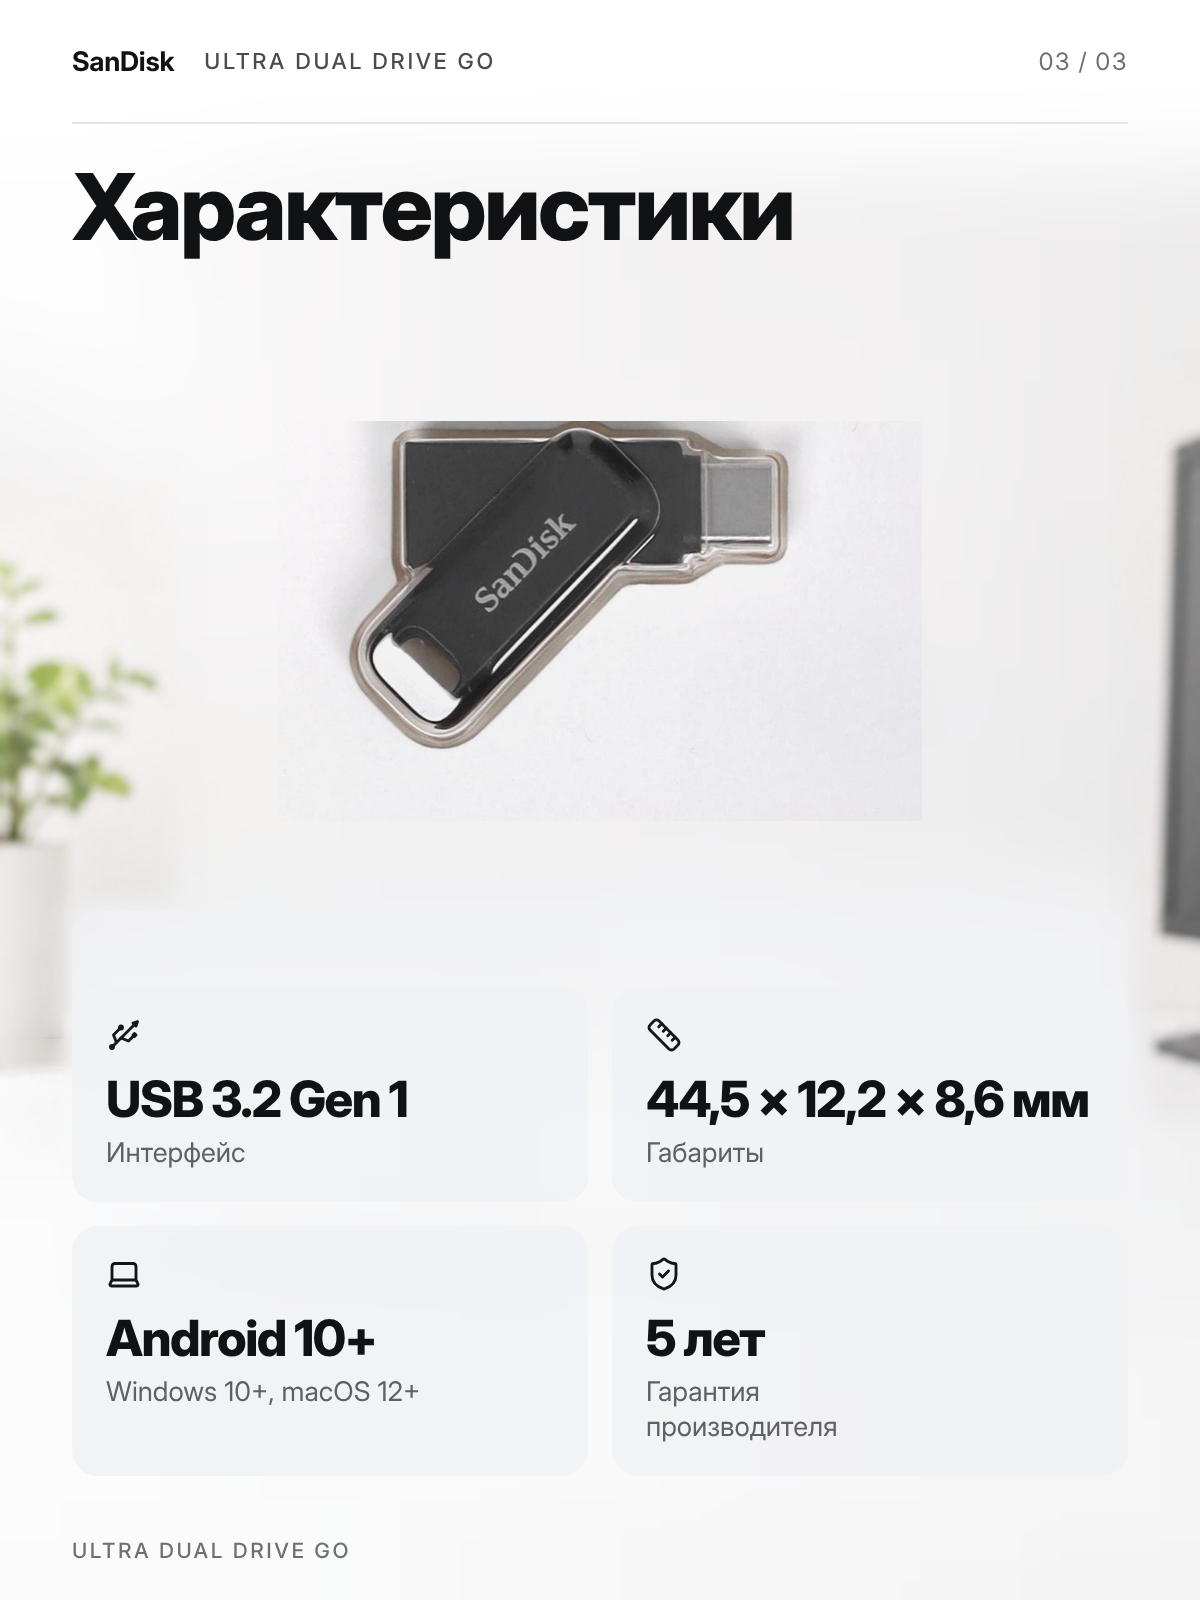 SanDisk ULTRA DUAL DRIVE GO 03 / 03
Характеристики
SanDisk
USB 3.2 Gen 1
Интерфейс
44,5 × 12,2 × 8,6 мм
Габариты
Android 10+
Windows 10+, macOS 12+
5 лет
Гарантия
производителя
ULTRA DUAL DRIVE GO